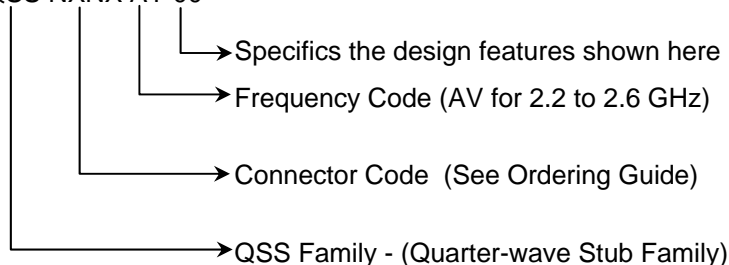 Specifics the design features shown here
Frequency Code (AV for 2.2 to 2.6 GHz)
Connector Code (See Ordering Guide)
QSS Family - (Quarter-wave Stub Family)